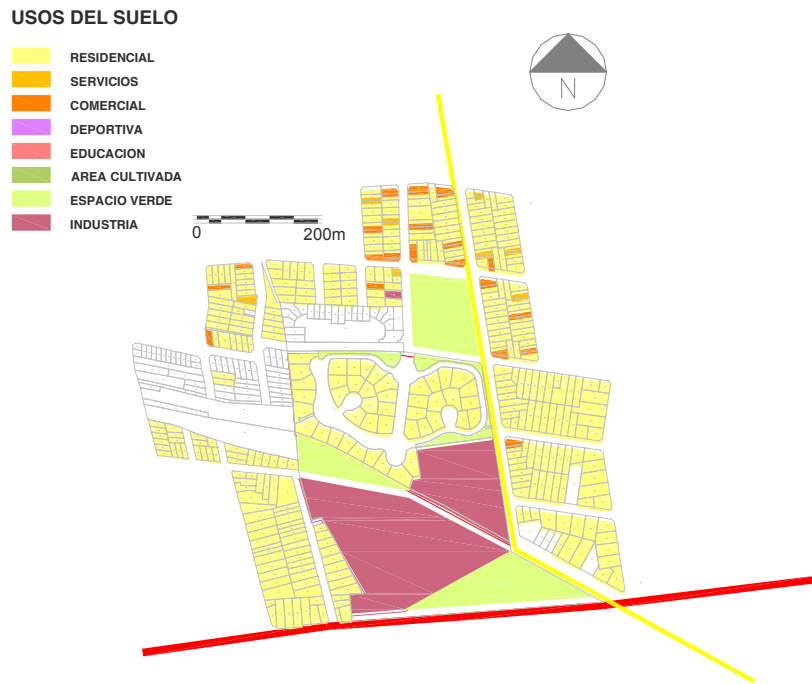 USOS DEL SUELO
RESIDENCIAL
SERVICIOS
COMERCIAL
DEPORTIVA
EDUCACION
AREA CULTIVADA
ESPACIO VERDE
INDUSTRIA
N
0 200m